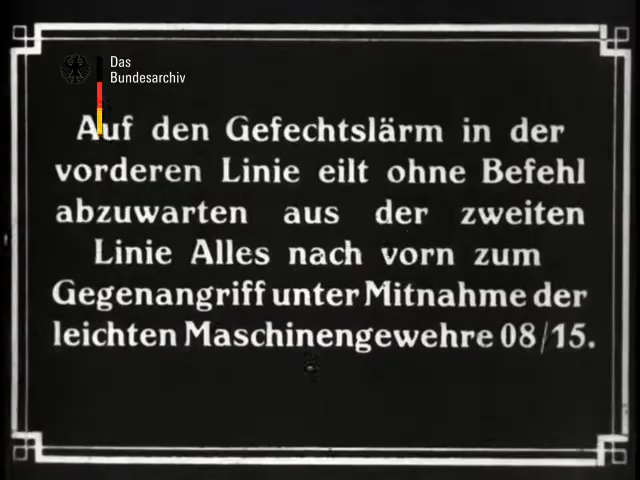 Das
Bundesarchiv
Auf den Gefechtslärm in der
vorderen Linie eilt ohne Befehl
abzuwarten aus der zweiten
Linie Alles nach vorn zum
Gegenangriff unter Mitnahme der
leichten Maschinengewehre 08/15.